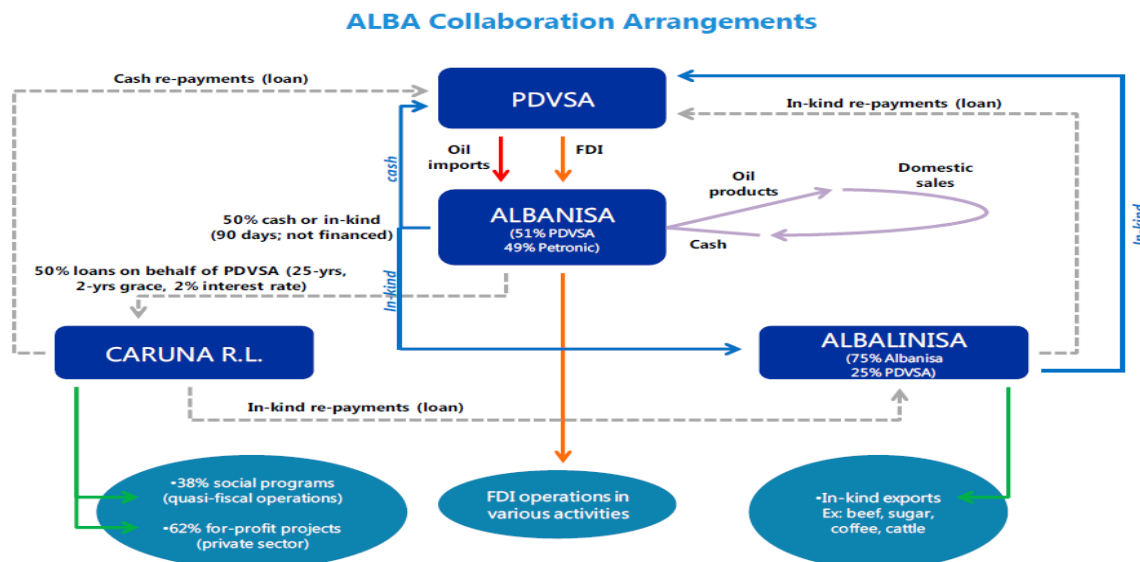 ALBA Collaboration Arrangements
Cash re-payments (loan)
PDVSA
In-kind re-payments (loan)
cash
Oil
imports
FDI
Oil
products
Domestic
sales
50% cash or in-kind
(90 days; not financed)
ALBANISA
(51% PDVSA
49% Petronic)
Cash
In-kind
50% loans on behalf of PDVSA (25-yrs,
2-yrs grace, 2% interest rate)
In-kind
CARUNA R.L.
ALBALINISA
(75% Albanisa
25% PDVSA)
In-kind re-payments (loan)
•38% social programs
(quasi-fiscal operations)
•62% for-profit projects
(private sector)
FDI operations in
various activities
•In-kind exports
Ex: beef, sugar,
coffee, cattle